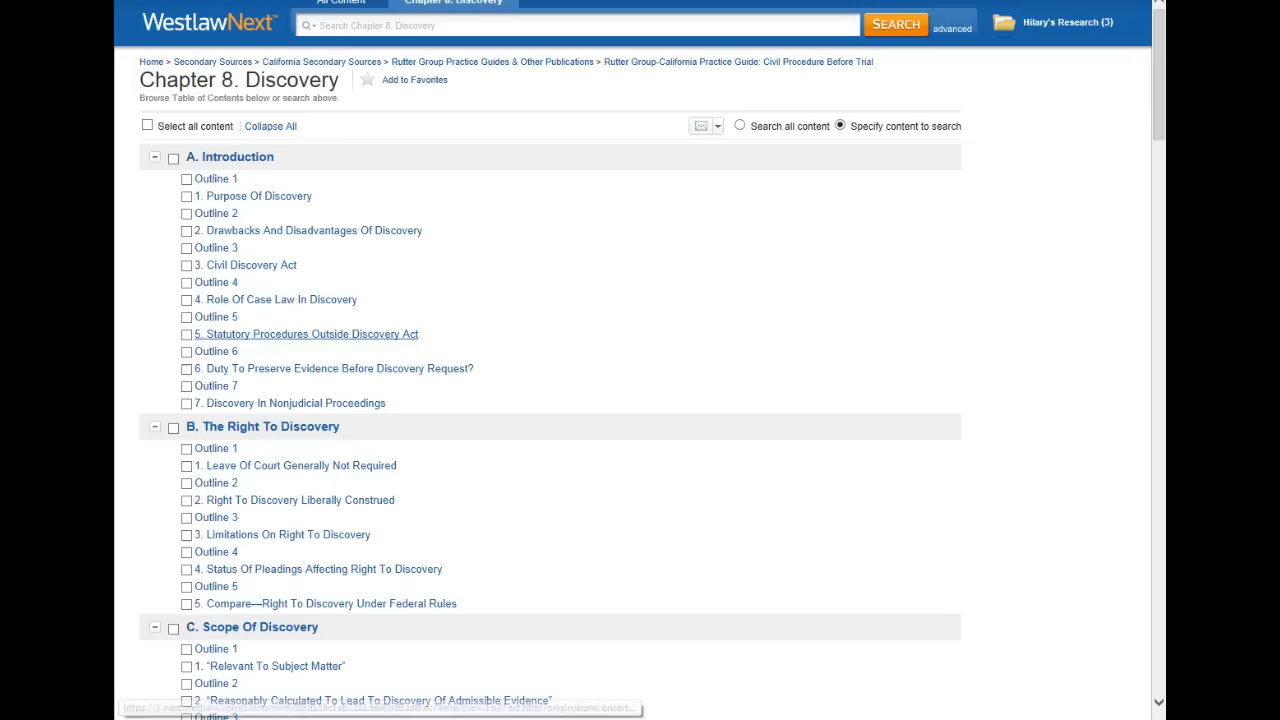 All Content Chapter 8. Discovery
WestlawNext™ Search Chapter 8. Discovery SEARCH advanced Hilary's Research (3)
Home > Secondary Sources > California Secondary Sources > Rutter Group Practice Guides & Other Publications > Rutter Group-California Practice Guide: Civil Procedure Before Trial
Chapter 8. Discovery Add to Favorites
Browse Table of Contents below or search above.
Select all content Collapse All Search all content Specify content to search
A. Introduction
Outline 1
1. Purpose Of Discovery
Outline 2
2. Drawbacks And Disadvantages Of Discovery
Outline 3
3. Civil Discovery Act
Outline 4
4. Role Of Case Law In Discovery
Outline 5
5. Statutory Procedures Outside Discovery Act
Outline 6
6. Duty To Preserve Evidence Before Discovery Request?
Outline 7
7. Discovery In Nonjudicial Proceedings
B. The Right To Discovery
Outline 1
1. Leave Of Court Generally Not Required
Outline 2
2. Right To Discovery Liberally Construed
Outline 3
3. Limitations On Right To Discovery
Outline 4
4. Status Of Pleadings Affecting Right To Discovery
Outline 5
5. Compare—Right To Discovery Under Federal Rules
C. Scope Of Discovery
Outline 1
1. “Relevant To Subject Matter”
Outline 2
2. “Reasonably Calculated To Lead To Discovery Of Admissible Evidence”
Outline 3